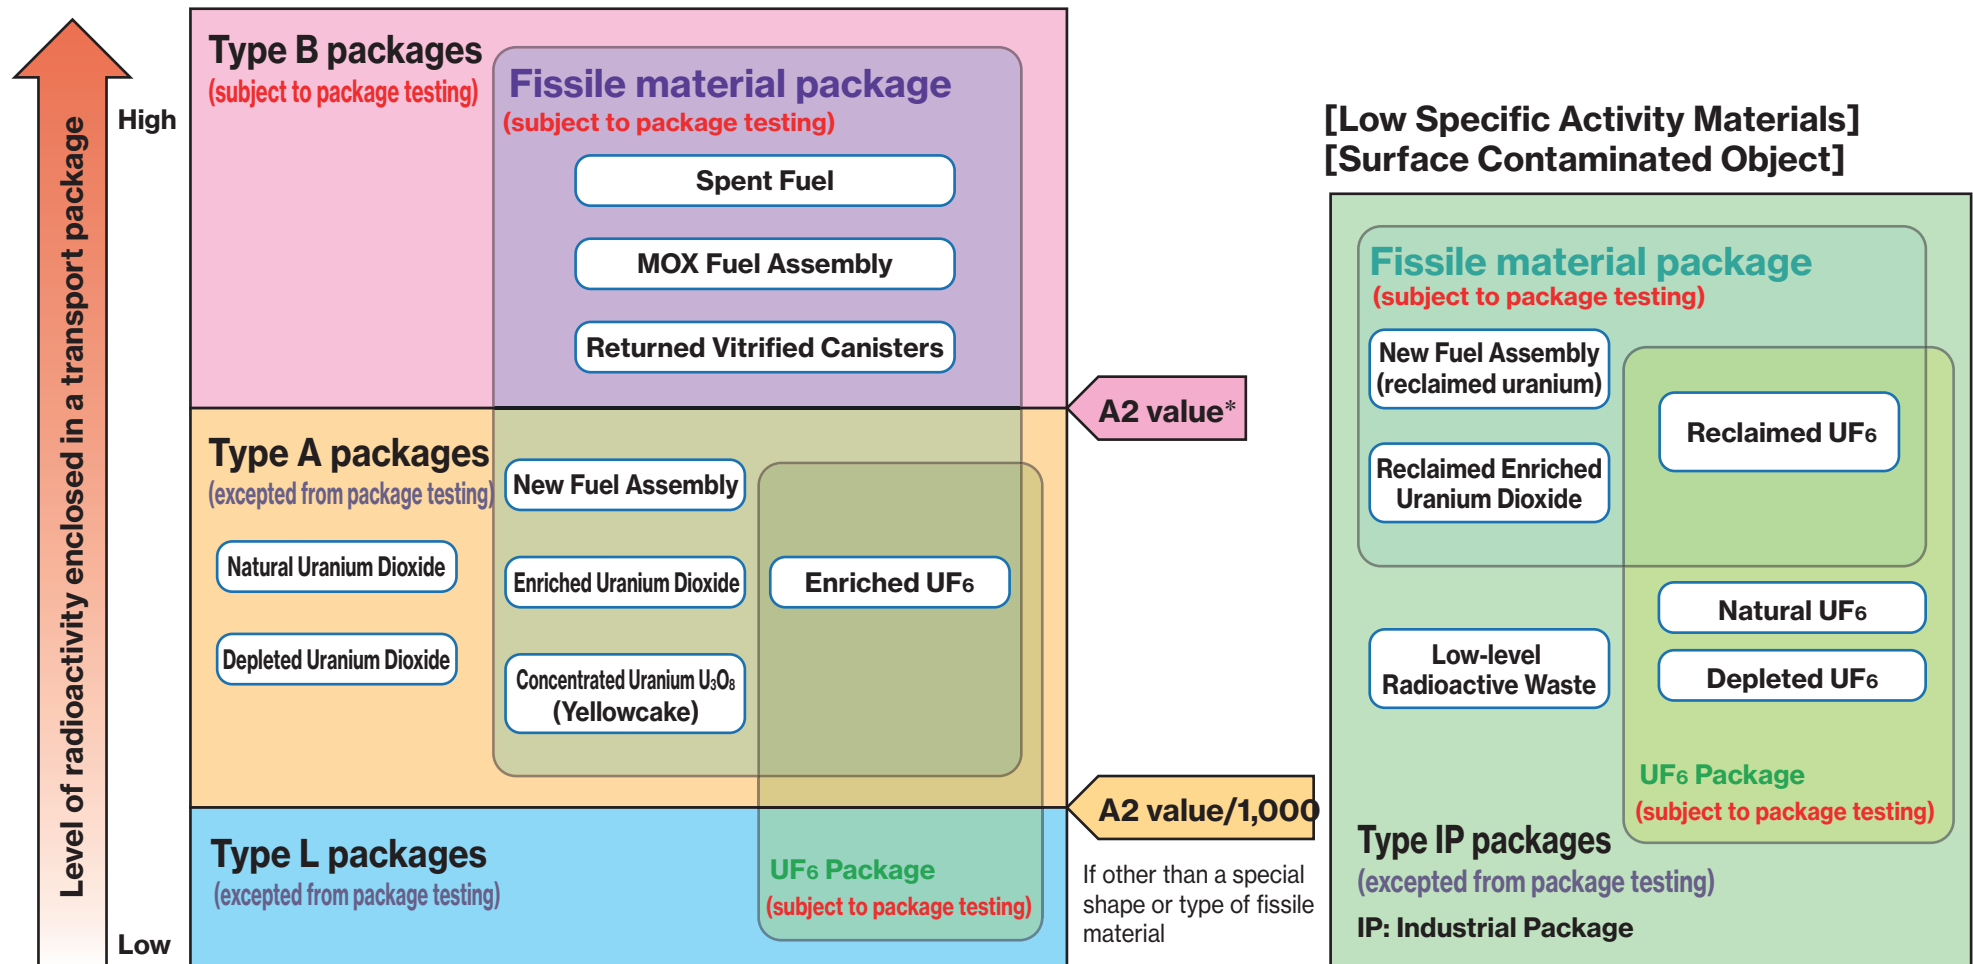 Level of radioactivity enclosed in a transport package
High
Low
Type B packages
(subject to package testing)
Fissile material package
(subject to package testing)
Spent Fuel
MOX Fuel Assembly
Returned Vitrified Canisters
A2 value*
Type A packages
(excepted from package testing)
Natural Uranium Dioxide
Depleted Uranium Dioxide
New Fuel Assembly
Enriched Uranium Dioxide
Concentrated Uranium U₃O₈
(Yellowcake)
Enriched UF₆
A2 value/1,000
If other than a special
shape or type of fissile
material
Type L packages
(excepted from package testing)
UF₆ Package
(subject to package testing)
[Low Specific Activity Materials]
[Surface Contaminated Object]
Fissile material package
(subject to package testing)
New Fuel Assembly
(reclaimed uranium)
Reclaimed Enriched
Uranium Dioxide
Reclaimed UF₆
Low-level
Radioactive Waste
Natural UF₆
Depleted UF₆
UF₆ Package
(subject to package testing)
Type IP packages
(excepted from package testing)
IP: Industrial Package